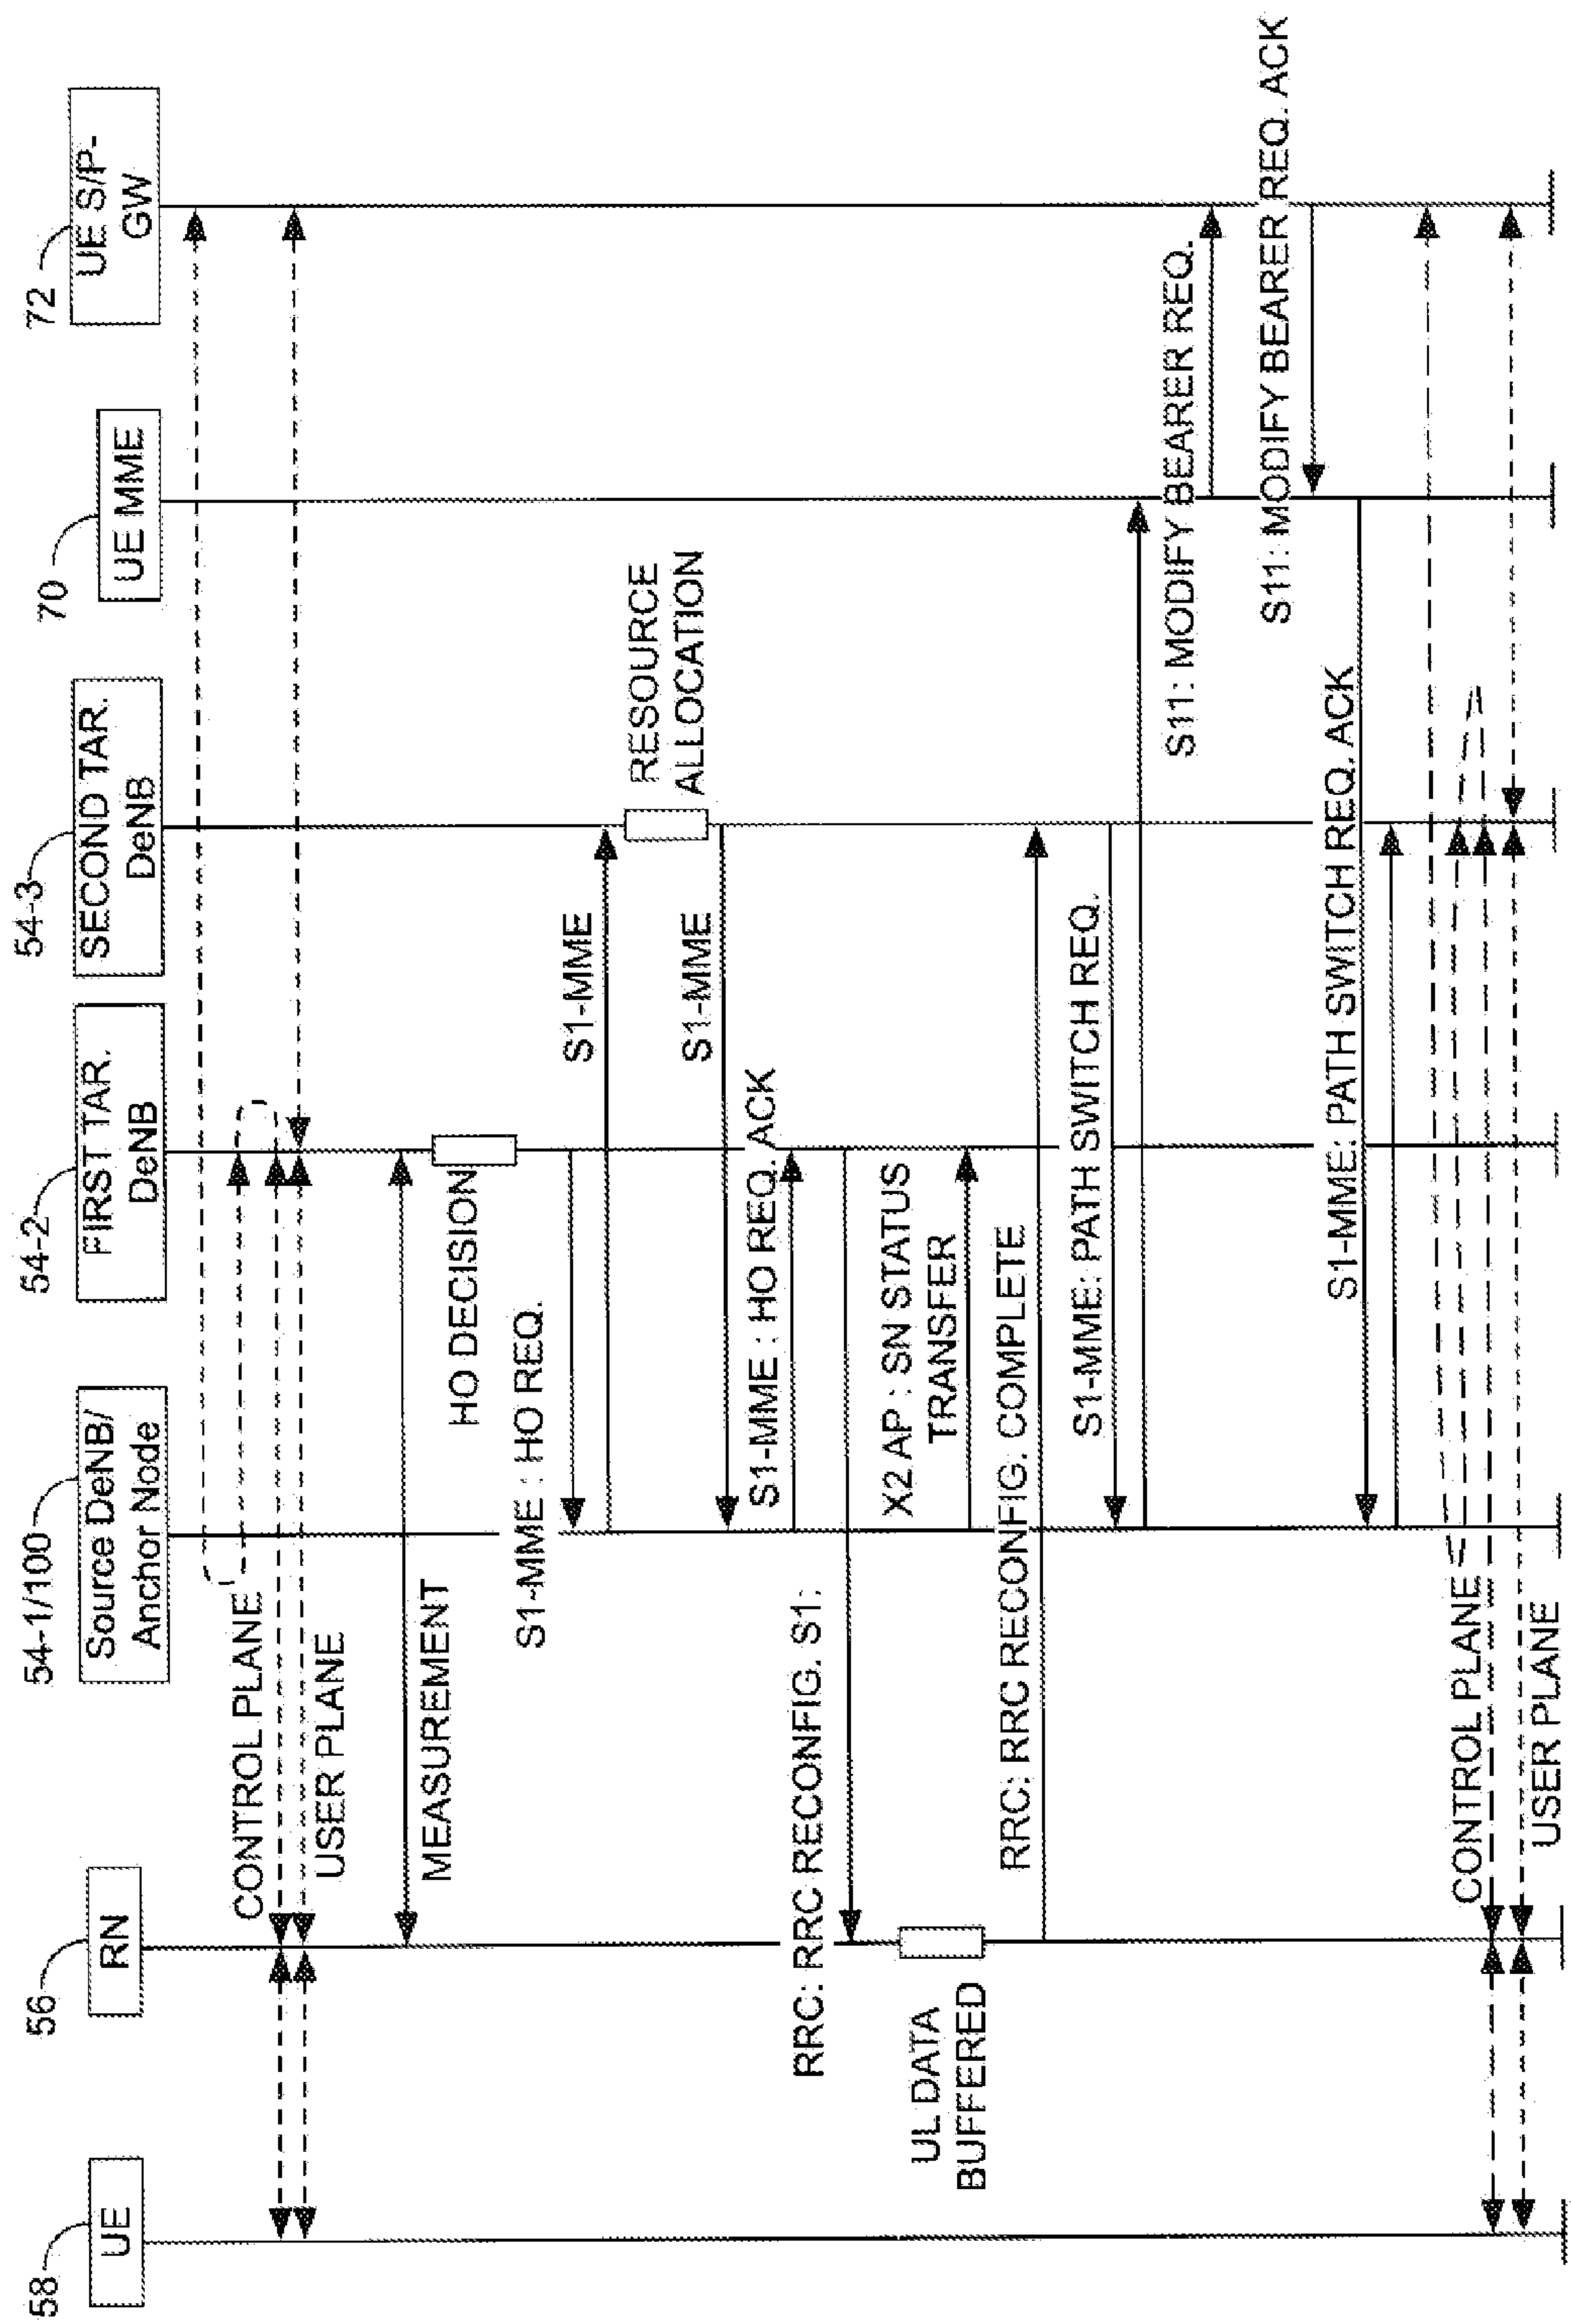 58
UE
56
RN
54-1/100
Source DeNB/
Anchor Node
54-2
FIRST TAR.
DeNB
54-3
SECOND TAR.
DeNB
70
UE MME
72
UE S/P-
GW
CONTROL PLANE
USER PLANE
MEASUREMENT
HO DECISION
S1-MME : HO REQ.
S1-MME
RESOURCE
ALLOCATION
S1-MME
S1-MME : HO REQ. ACK
RRC: RRC RECONFIG. S1:
X2 AP : SN STATUS
TRANSFER
UL DATA
BUFFERED
RRC: RRC RECONFIG. COMPLETE
S1-MME: PATH SWITCH REQ.
S11: MODIFY BEARER REQ.
S11: MODIFY BEARER REQ. ACK
S1-MME: PATH SWITCH REQ. ACK
CONTROL PLANE
USER PLANE